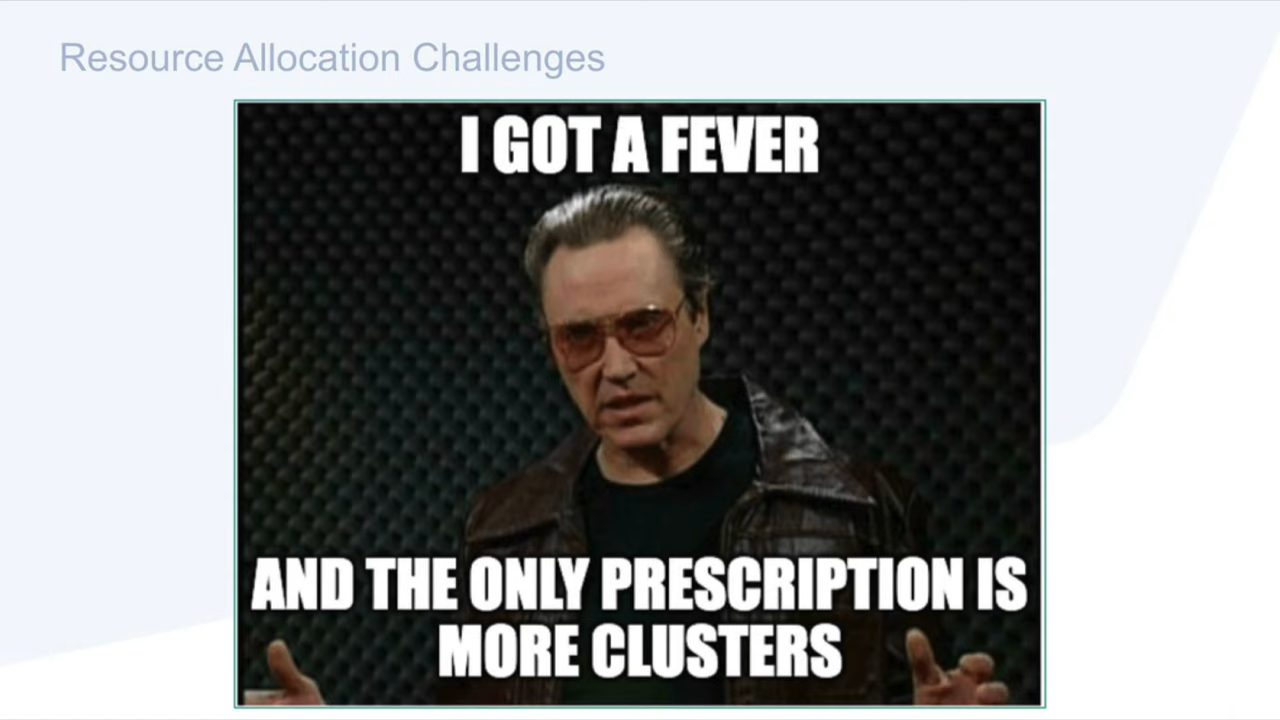 Resource Allocation Challenges
I GOT A FEVER
AND THE ONLY PRESCRIPTION IS
MORE CLUSTERS